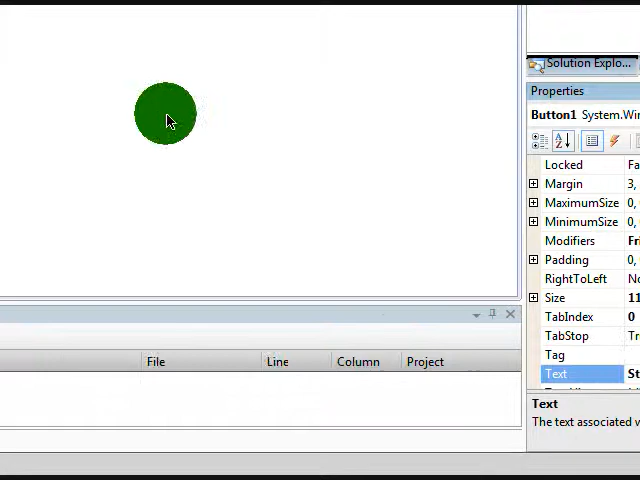 Solution Explo...
Properties
Button1 System.Wi
Locked Fa
Margin 3,
MaximumSize 0,
MinimumSize 0,
Modifiers Fri
Padding 0,
RightToLeft No
Size 11
TabIndex 0
TabStop Tr
Tag
Text St
File Line Column Project
Text
The text associated w